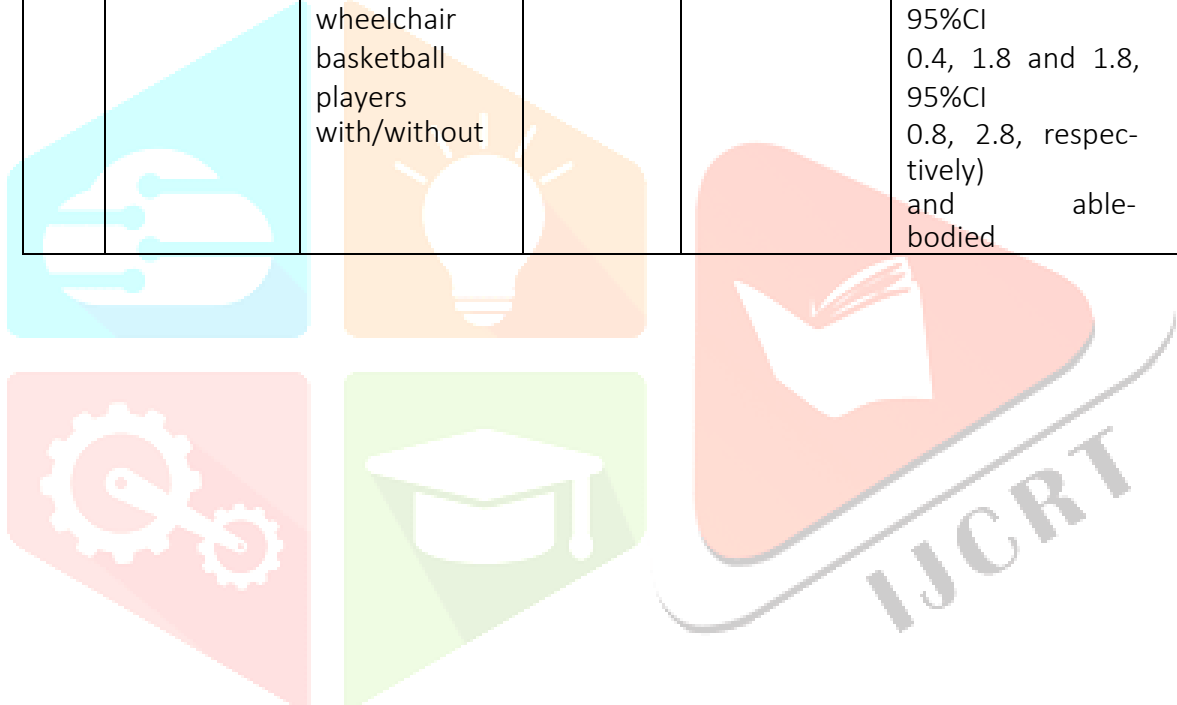 wheelchair
basketball
players
with/without
95%CI
0.4, 1.8 and 1.8,
95%CI
0.8, 2.8, respec-
tively)
and able-
bodied
IJCRT